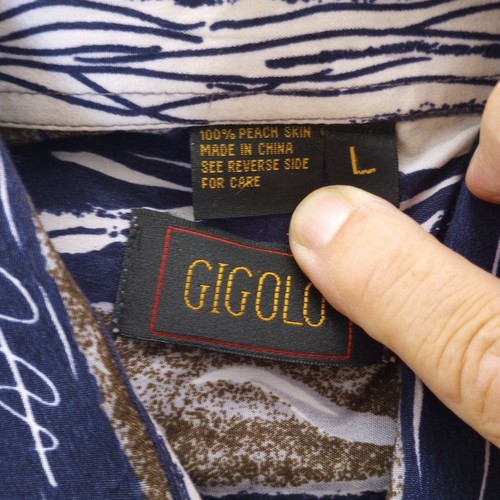 100% PEACH SKIN
MADE IN CHINA
SEE REVERSE SIDE
FOR CARE
L
GIGOLO